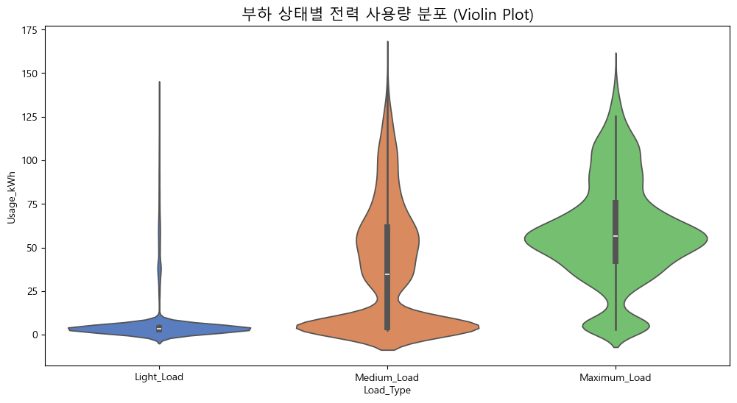 부하 상태별 전력 사용량 분포 (Violin Plot)
175
150
125
100
75
50
25
0
Usage_kWh
Light_Load
Medium_Load
Maximum_Load
Load_Type